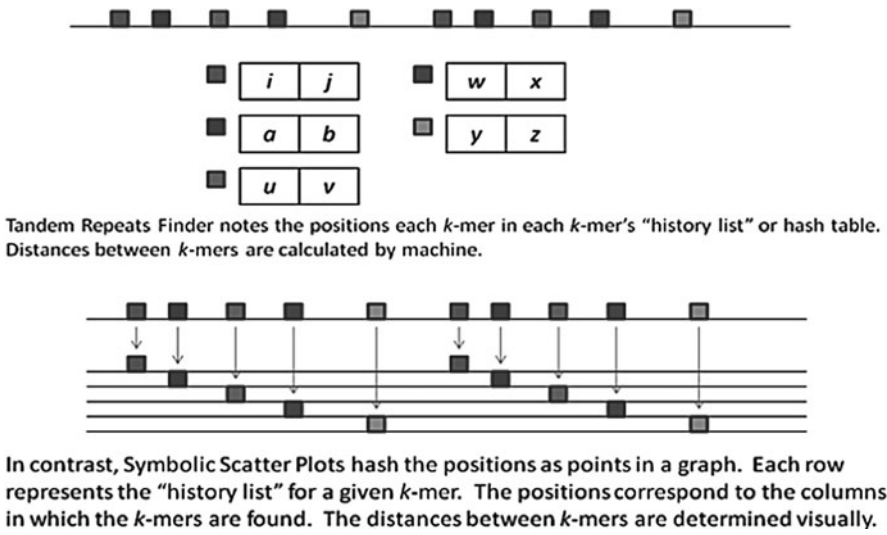 i j w x
a b y z
u v
Tandem Repeats Finder notes the positions each k-mer in each k-mer's “history list” or hash table.
Distances between k-mers are calculated by machine.
In contrast, Symbolic Scatter Plots hash the positions as points in a graph. Each row
represents the “history list” for a given k-mer. The positions correspond to the columns
in which the k-mers are found. The distances between k-mers are determined visually.